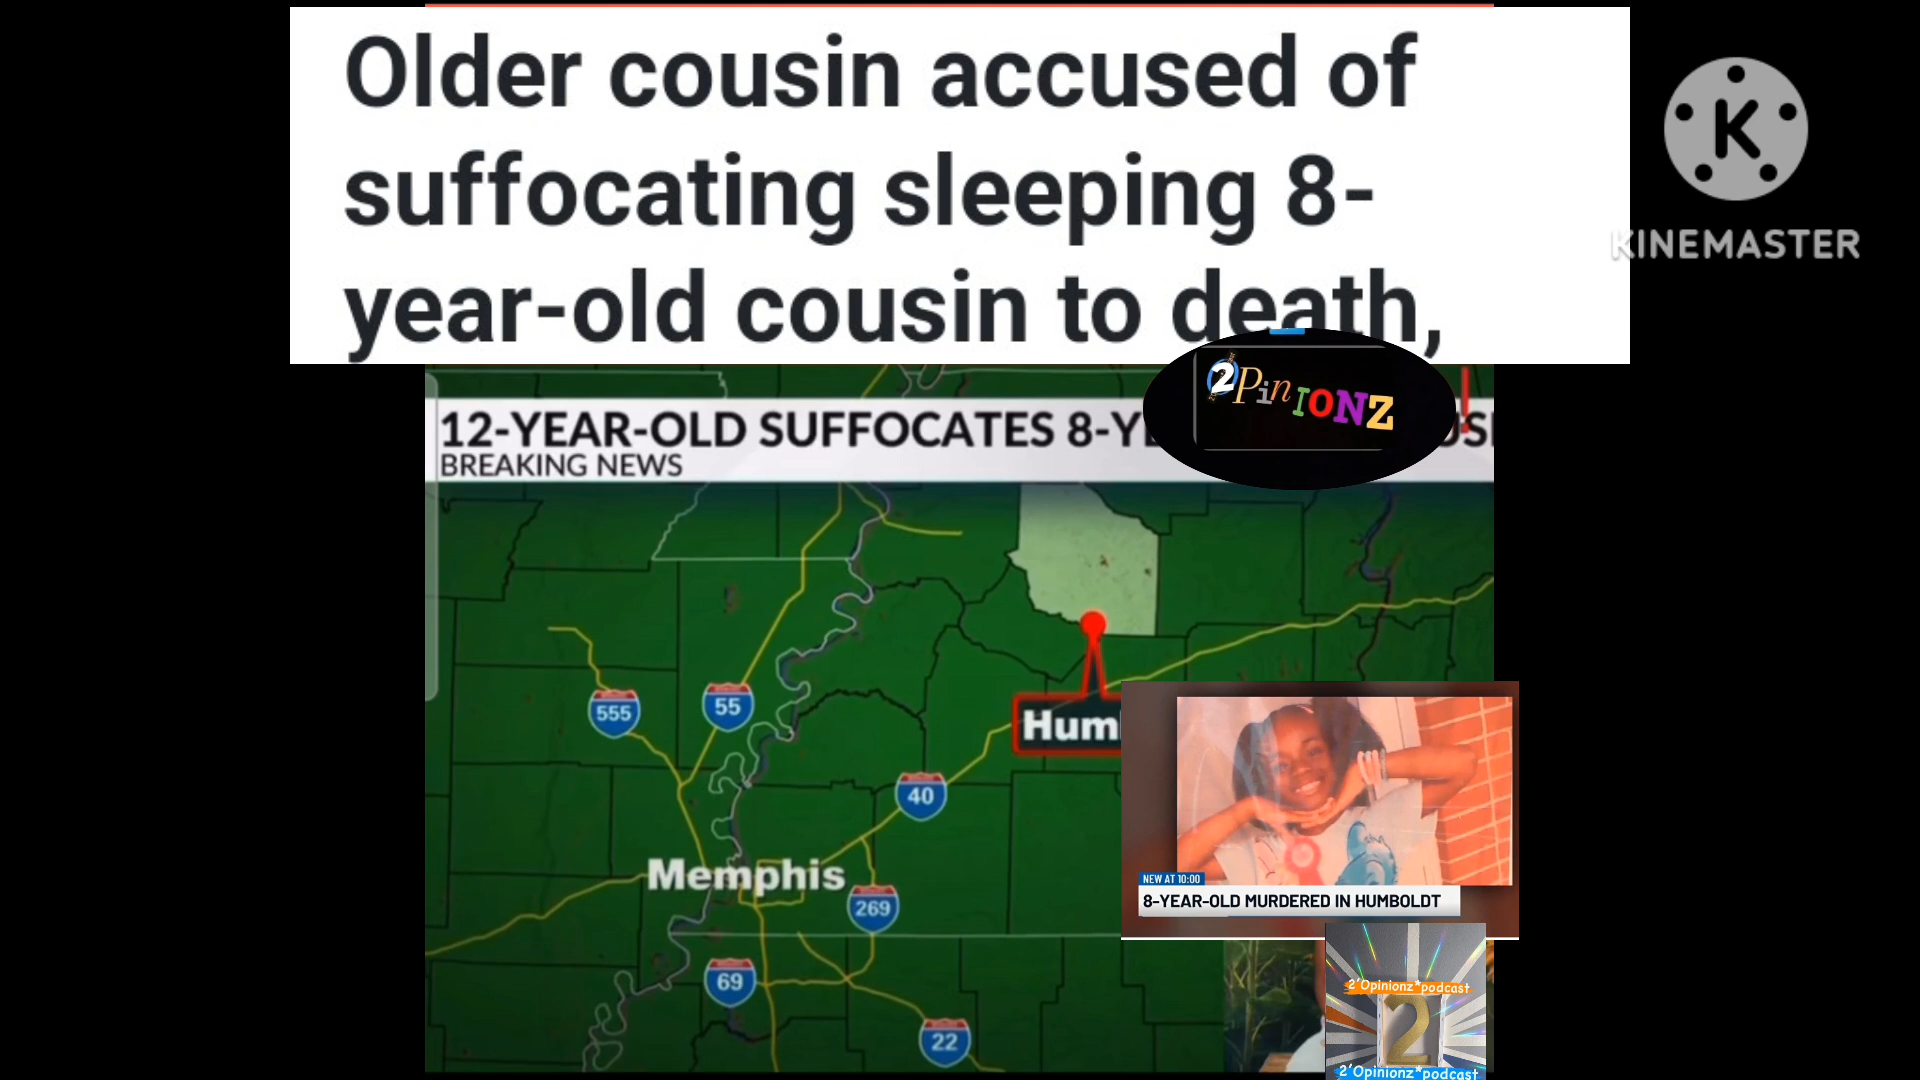 Older cousin accused of
suffocating sleeping 8-
year-old cousin to death,
KINEMASTER
2PinIONZ
12-YEAR-OLD SUFFOCATES 8-Y
BREAKING NEWS
555
55
Hum
40
Memphis
269
69
22
NEW AT 10:00
8-YEAR-OLD MURDERED IN HUMBOLDT
2'Opinionz*podcast
2
2'Opinionz*podcast